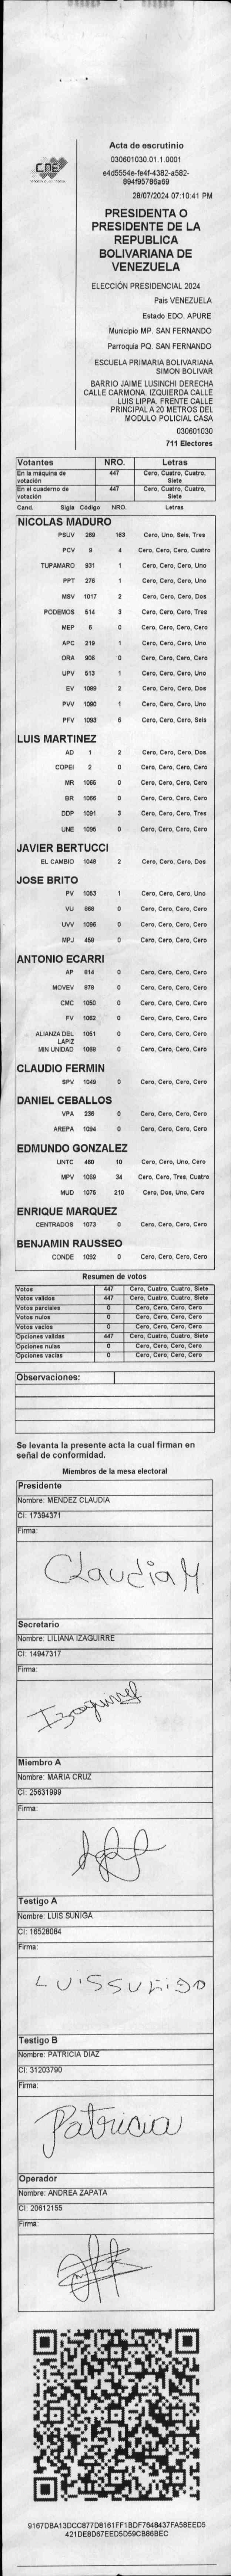 CNE
Acta de escrutinio
030601030.01.1.0001
e4d5554e-fe4f-4382-a582-
894f95786a69
28/07/2024 07:10:41 PM
PRESIDENTA O
PRESIDENTE DE LA
REPUBLICA
BOLIVARIANA DE
VENEZUELA
ELECCIÓN PRESIDENCIAL 2024
Pais VENEZUELA
Estado EDO. APURE
Municipio MP. SAN FERNANDO
Parroquia PQ. SAN FERNANDO
ESCUELA PRIMARIA BOLIVARIANA
SIMON BOLIVAR
BARRIO JAIME LUSINCHI DERECHA
CALLE CARMONA. IZQUIERDA CALLE
LUIS LIPPA. FRENTE CALLE
PRINCIPAL A 20 METROS DEL
MODULO POLICIAL CASA
030601030
711 Electores
Votantes NRO. Letras
En la máquina de votación 447 Cero, Cuatro, Cuatro, Siete
En el cuaderno de votación 447 Cero, Cuatro, Cuatro, Siete
Cand. Sigla Código NRO. Letras
NICOLAS MADURO
PSUV 269 163 Cero, Uno, Seis, Tres
PCV 9 4 Cero, Cero, Cero, Cuatro
TUPAMARO 931 1 Cero, Cero, Cero, Uno
PPT 276 1 Cero, Cero, Cero, Uno
MSV 1017 2 Cero, Cero, Cero, Dos
PODEMOS 514 3 Cero, Cero, Cero, Tres
MEP 6 0 Cero, Cero, Cero, Cero
APC 219 1 Cero, Cero, Cero, Uno
ORA 906 0 Cero, Cero, Cero, Cero
UPV 513 1 Cero, Cero, Cero, Uno
EV 1089 2 Cero, Cero, Cero, Dos
PVV 1090 1 Cero, Cero, Cero, Uno
PFV 1093 6 Cero, Cero, Cero, Seis
LUIS MARTINEZ
AD 1 2 Cero, Cero, Cero, Dos
COPEI 2 0 Cero, Cero, Cero, Cero
MR 1065 0 Cero, Cero, Cero, Cero
BR 1066 0 Cero, Cero, Cero, Cero
DDP 1091 3 Cero, Cero, Cero, Tres
UNE 1095 0 Cero, Cero, Cero, Cero
JAVIER BERTUCCI
EL CAMBIO 1048 2 Cero, Cero, Cero, Dos
JOSE BRITO
PV 1053 1 Cero, Cero, Cero, Uno
VU 969 0 Cero, Cero, Cero, Cero
UVV 1096 0 Cero, Cero, Cero, Cero
MPJ 458 0 Cero, Cero, Cero, Cero
ANTONIO ECARRI
AP 914 0 Cero, Cero, Cero, Cero
MOVEV 978 0 Cero, Cero, Cero, Cero
CMC 1050 0 Cero, Cero, Cero, Cero
FV 1062 0 Cero, Cero, Cero, Cero
ALIANZA DEL LÁPIZ 1051 0 Cero, Cero, Cero, Cero
MIN UNIDAD 1068 0 Cero, Cero, Cero, Cero
CLAUDIO FERMIN
SPV 1049 0 Cero, Cero, Cero, Cero
DANIEL CEBALLOS
VPA 236 0 Cero, Cero, Cero, Cero
AREPA 1094 0 Cero, Cero, Cero, Cero
EDMUNDO GONZALEZ
UNTC 460 10 Cero, Cero, Uno, Cero
MPV 1069 34 Cero, Cero, Tres, Cuatro
MUD 1075 210 Cero, Dos, Uno, Cero
ENRIQUE MARQUEZ
CENTRADOS 1073 0 Cero, Cero, Cero, Cero
BENJAMIN RAUSSEO
CONDE 1092 0 Cero, Cero, Cero, Cero
Resumen de votos
Votos 447 Cero, Cuatro, Cuatro, Siete
Votos validos 447 Cero, Cuatro, Cuatro, Siete
Votos parciales 0 Cero, Cero, Cero, Cero
Votos nulos 0 Cero, Cero, Cero, Cero
Votos vacios 0 Cero, Cero, Cero, Cero
Opciones validas 447 Cero, Cuatro, Cuatro, Siete
Opciones nulas 0 Cero, Cero, Cero, Cero
Opciones vacias 0 Cero, Cero, Cero, Cero
Observaciones:
Se levanta la presente acta la cual firman en
señal de conformidad.
Miembros de la mesa electoral
Presidente
Nombre: MENDEZ CLAUDIA
CI: 17394371
Firma:
Claudia M
Secretario
Nombre: LILIANA IZAGUIRRE
CI: 14947317
Firma:
Miembro A
Nombre: MARIA CRUZ
CI: 25631999
Firma:
Testigo A
Nombre: LUIS SUÑIGA
CI: 16528084
Firma:
Testigo B
Nombre: PATRICIA DIAZ
CI: 31203790
Firma:
Patricia
Operador
Nombre: ANDREA ZAPATA
CI: 20612155
Firma:
9167DBA13DCC877D8161FF1BDF7648437FA58EED5
421DE8D67EED5D59CB86BEC